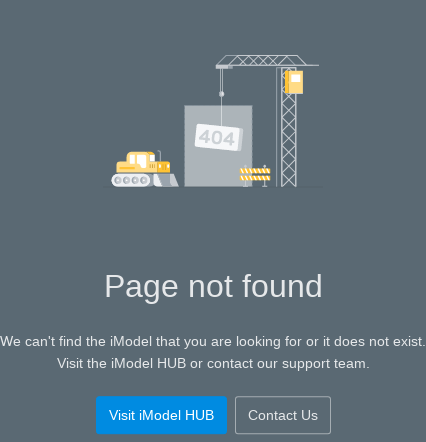 404
Page not found
We can't find the iModel that you are looking for or it does not exist.
Visit the iModel HUB or contact our support team.
Visit iModel HUB
Contact Us